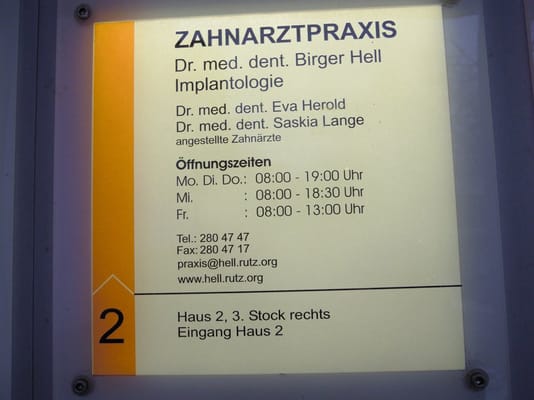 ZAHNARZTPRAXIS
Dr. med. dent. Birger Hell
Implantologie
Dr. med. dent. Eva Herold
Dr. med. dent. Saskia Lange
angestellte Zahnärzte
Öffnungszeiten
Mo. Di. Do.: 08:00 - 19:00 Uhr
Mi. : 08:00 - 18:30 Uhr
Fr. : 08:00 - 13:00 Uhr
Tel.: 280 47 47
Fax: 280 47 17
praxis@hell.rutz.org
www.hell.rutz.org
2
Haus 2, 3. Stock rechts
Eingang Haus 2